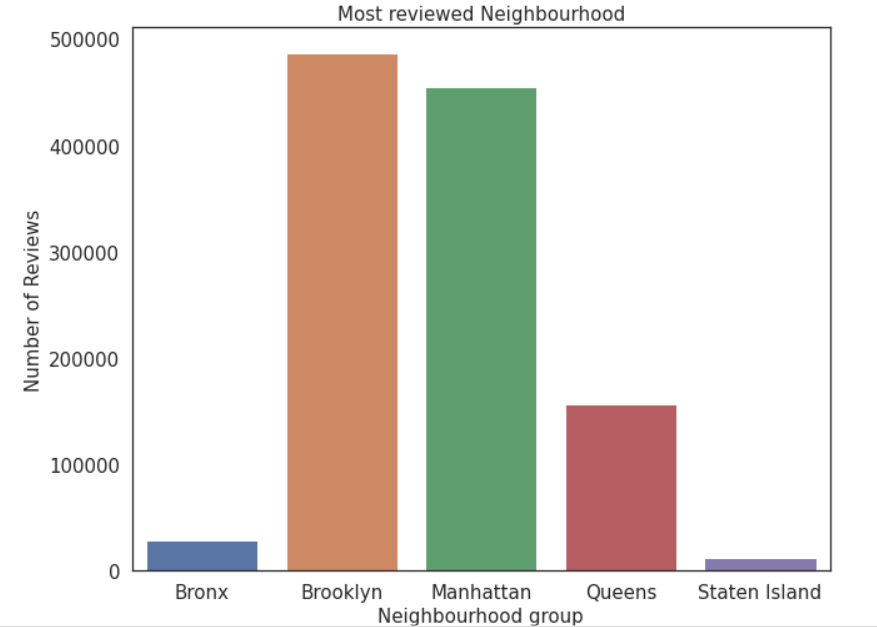 Most reviewed Neighbourhood
500000
400000
300000
200000
100000
0
Number of Reviews
Bronx Brooklyn Manhattan Queens Staten Island
Neighbourhood group